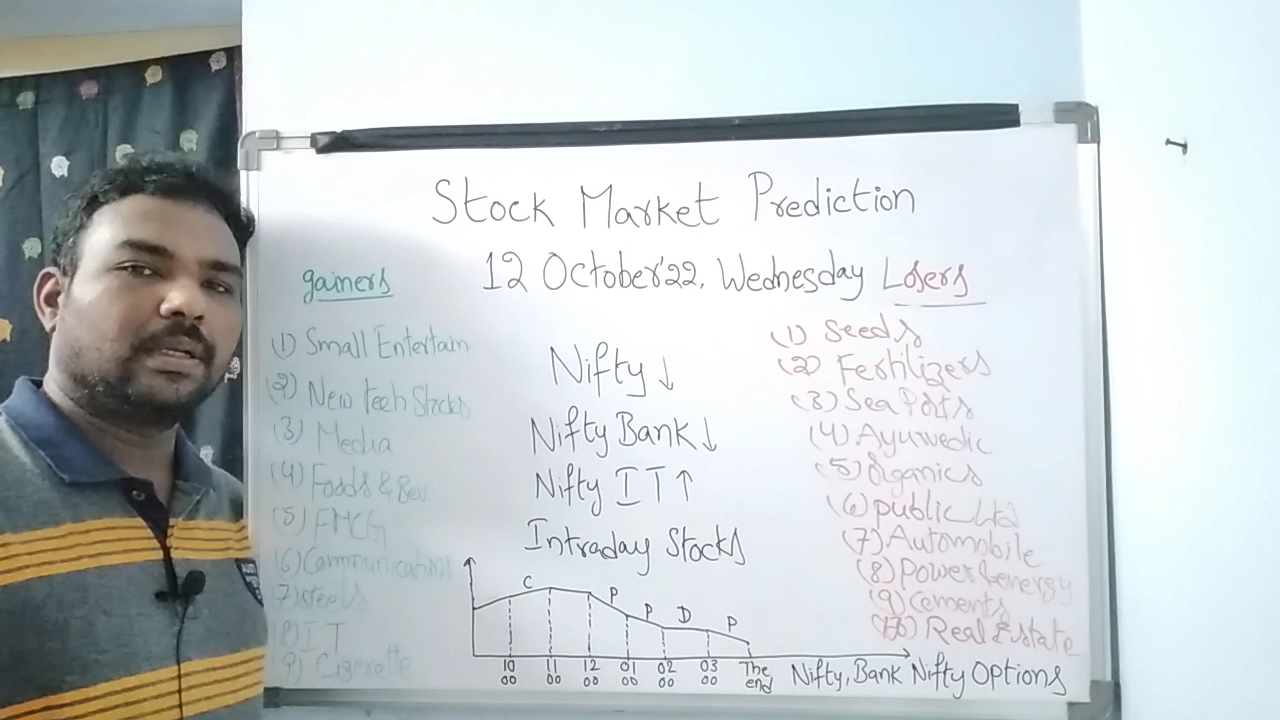 Stock Market Prediction
12 October'22, Wednesday
gainers
(1) Small Entertain
(2) New Tech Stocks
(3) Media
(4) Foods & Bev
(5) FMCG
(6) Communications
7) steels
8) IT
9) Cigerette
Nifty ↓
Nifty Bank ↓
Nifty IT ↑
Intraday Stocks
C P P D P
10 00 11 00 12 00 01 00 02 00 03 00 The end
Nifty, Bank Nifty Options
Losers
(1) Seeds
(2) Fertilizers
(3) Sea Ports
(4) Ayurvedic
(5) Organics
(6) public Ltd
(7) Automobile
(8) Power & energy
(9) Cements
(10) Real Estate